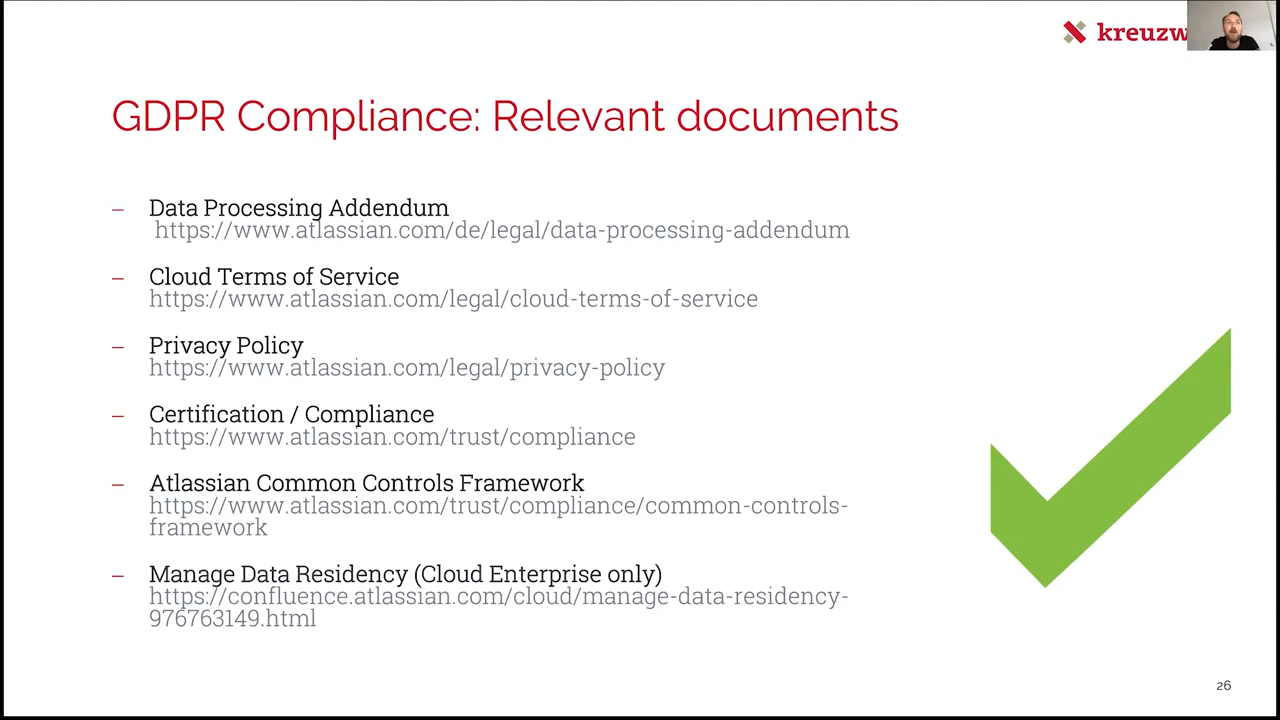 kreuzw
GDPR Compliance: Relevant documents
– Data Processing Addendum
https://www.atlassian.com/de/legal/data-processing-addendum
– Cloud Terms of Service
https://www.atlassian.com/legal/cloud-terms-of-service
– Privacy Policy
https://www.atlassian.com/legal/privacy-policy
– Certification / Compliance
https://www.atlassian.com/trust/compliance
– Atlassian Common Controls Framework
https://www.atlassian.com/trust/compliance/common-controls-
framework
– Manage Data Residency (Cloud Enterprise only)
https://confluence.atlassian.com/cloud/manage-data-residency-
976763149.html
26